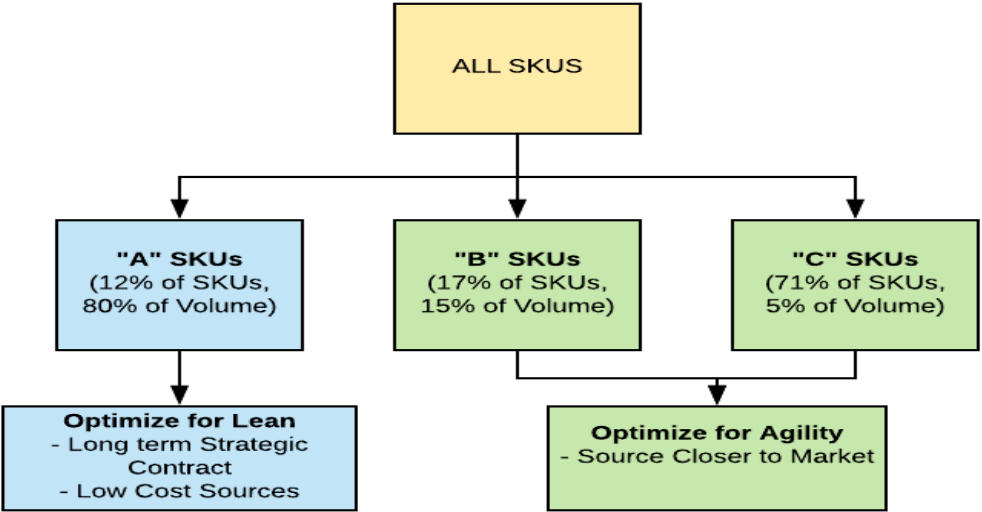 ALL SKUS
"A" SKUs
(12% of SKUs,
80% of Volume)
"B" SKUs
(17% of SKUs,
15% of Volume)
"C" SKUs
(71% of SKUs,
5% of Volume)
Optimize for Lean
- Long term Strategic
Contract
- Low Cost Sources
Optimize for Agility
- Source Closer to Market